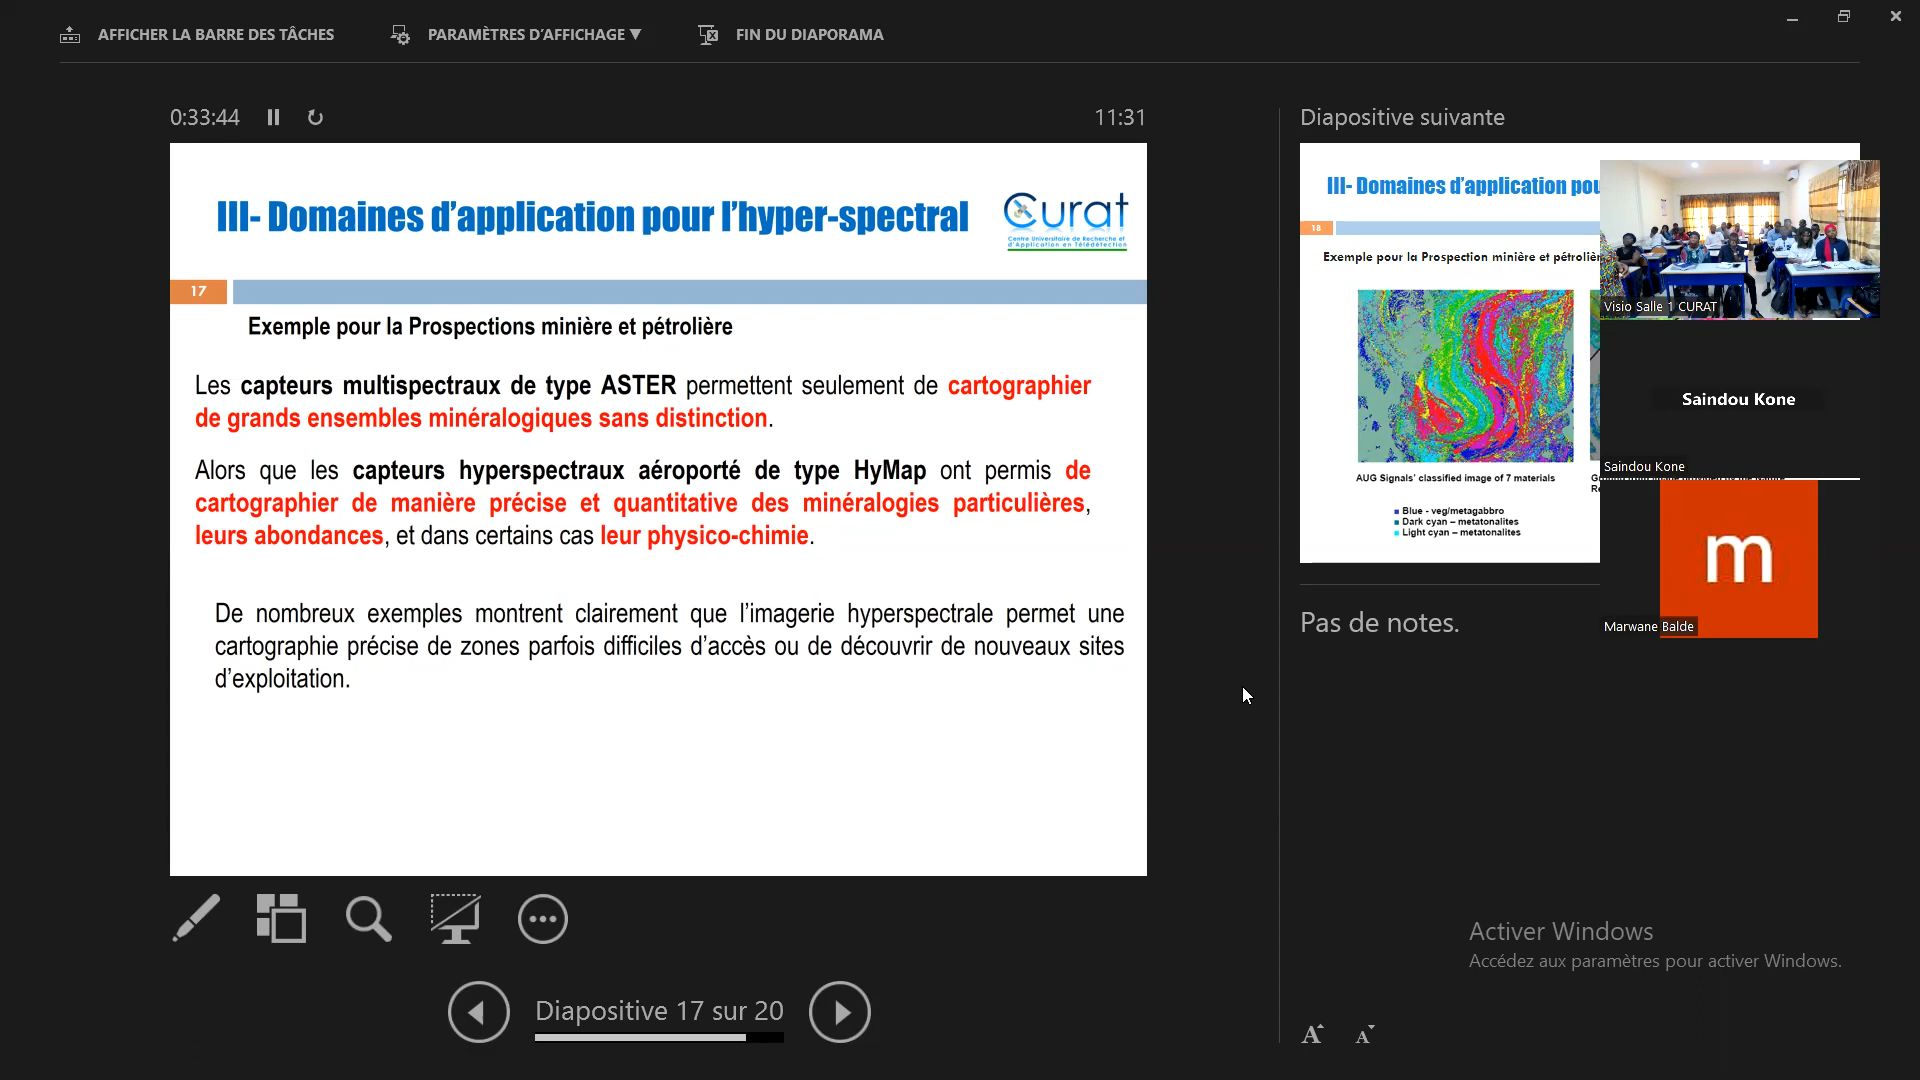 AFFICHER LA BARRE DES TÂCHES
PARAMÈTRES D'AFFICHAGE ▼
FIN DU DIAPORAMA
0:33:44
11:31
III- Domaines d'application pour l'hyper-spectral
Curat
Centre Universitaire de Recherche et
d'Application en Télédétection
17
Exemple pour la Prospections minière et pétrolière
Les capteurs multispectraux de type ASTER permettent seulement de cartographier
de grands ensembles minéralogiques sans distinction.
Alors que les capteurs hyperspectraux aéroporté de type HyMap ont permis de
cartographier de manière précise et quantitative des minéralogies particulières,
leurs abondances, et dans certains cas leur physico-chimie.
De nombreux exemples montrent clairement que l'imagerie hyperspectrale permet une
cartographie précise de zones parfois difficiles d'accès ou de découvrir de nouveaux sites
d'exploitation.
Diapositive 17 sur 20
Diapositive suivante
III- Domaines d'application pou
18
Exemple pour la Prospection minière et pétrolièr
AUG Signals' classified image of 7 materials
Blue - veg/metagabbro
Dark cyan – metatonalites
Light cyan – metatonalites
Visio Salle 1 CURAT
Saindou Kone
Saindou Kone
m
Marwane Balde
Pas de notes.
Activer Windows
Accédez aux paramètres pour activer Windows.
A
A